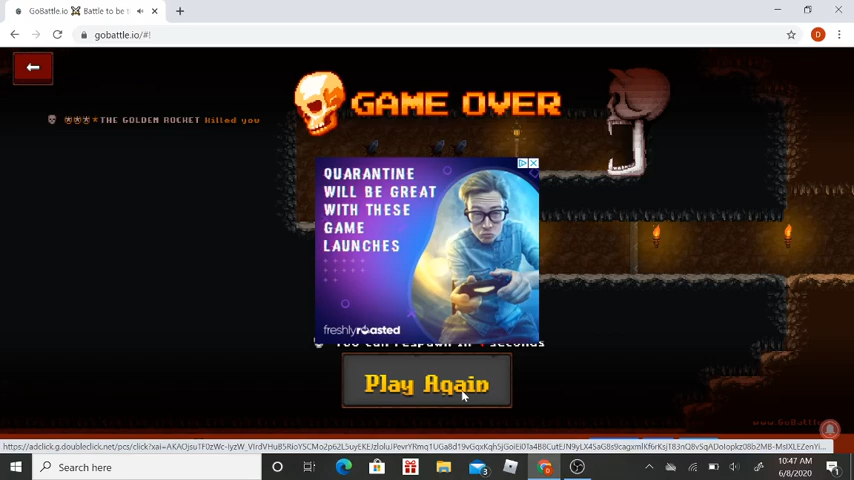 GoBattle.io ⚔ Battle to be t
gobattle.io/#!
D
GAME OVER
***THE GOLDEN ROCKET killed you
QUARANTINE
WILL BE GREAT
WITH THESE
GAME
LAUNCHES
freshlyroasted
You can respawn in seconds
Play Again
Search here
3
10:47 AM
6/8/2020
1